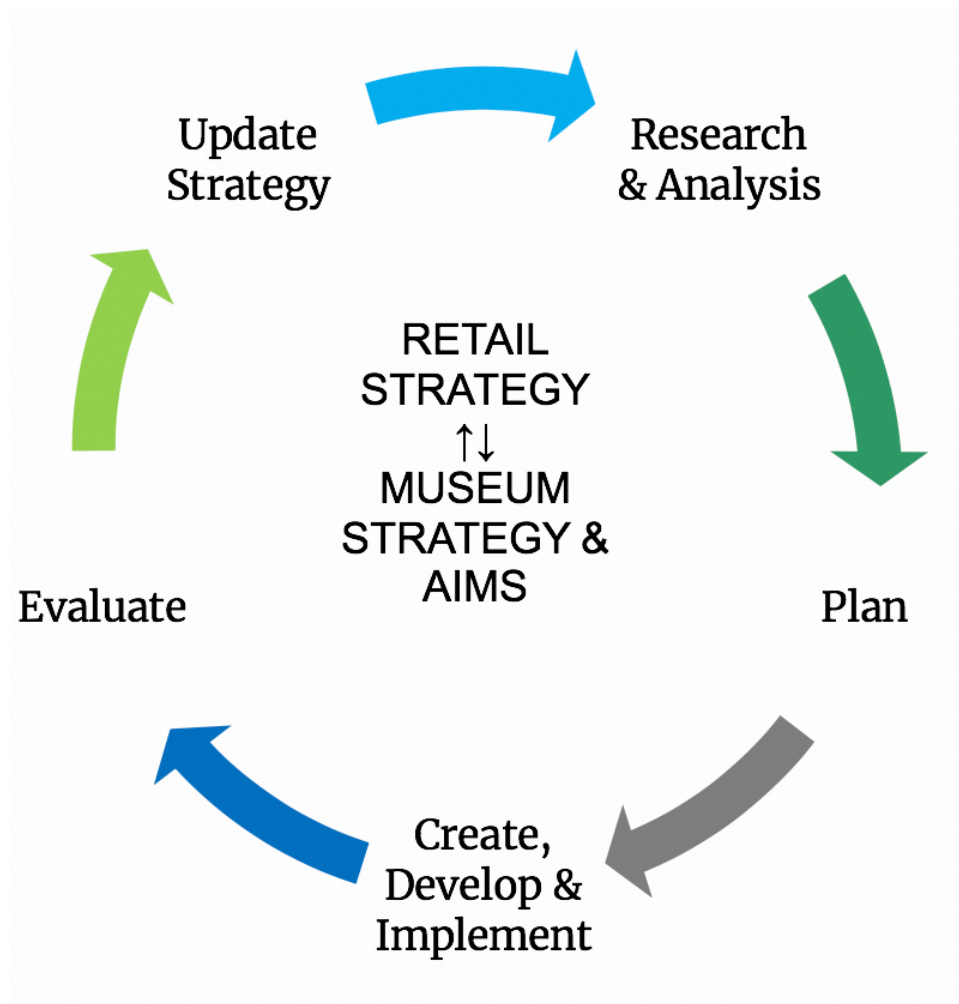 Update
Strategy
Research
& Analysis
RETAIL
STRATEGY
↑↓
MUSEUM
STRATEGY &
AIMS
Evaluate
Plan
Create,
Develop &
Implement